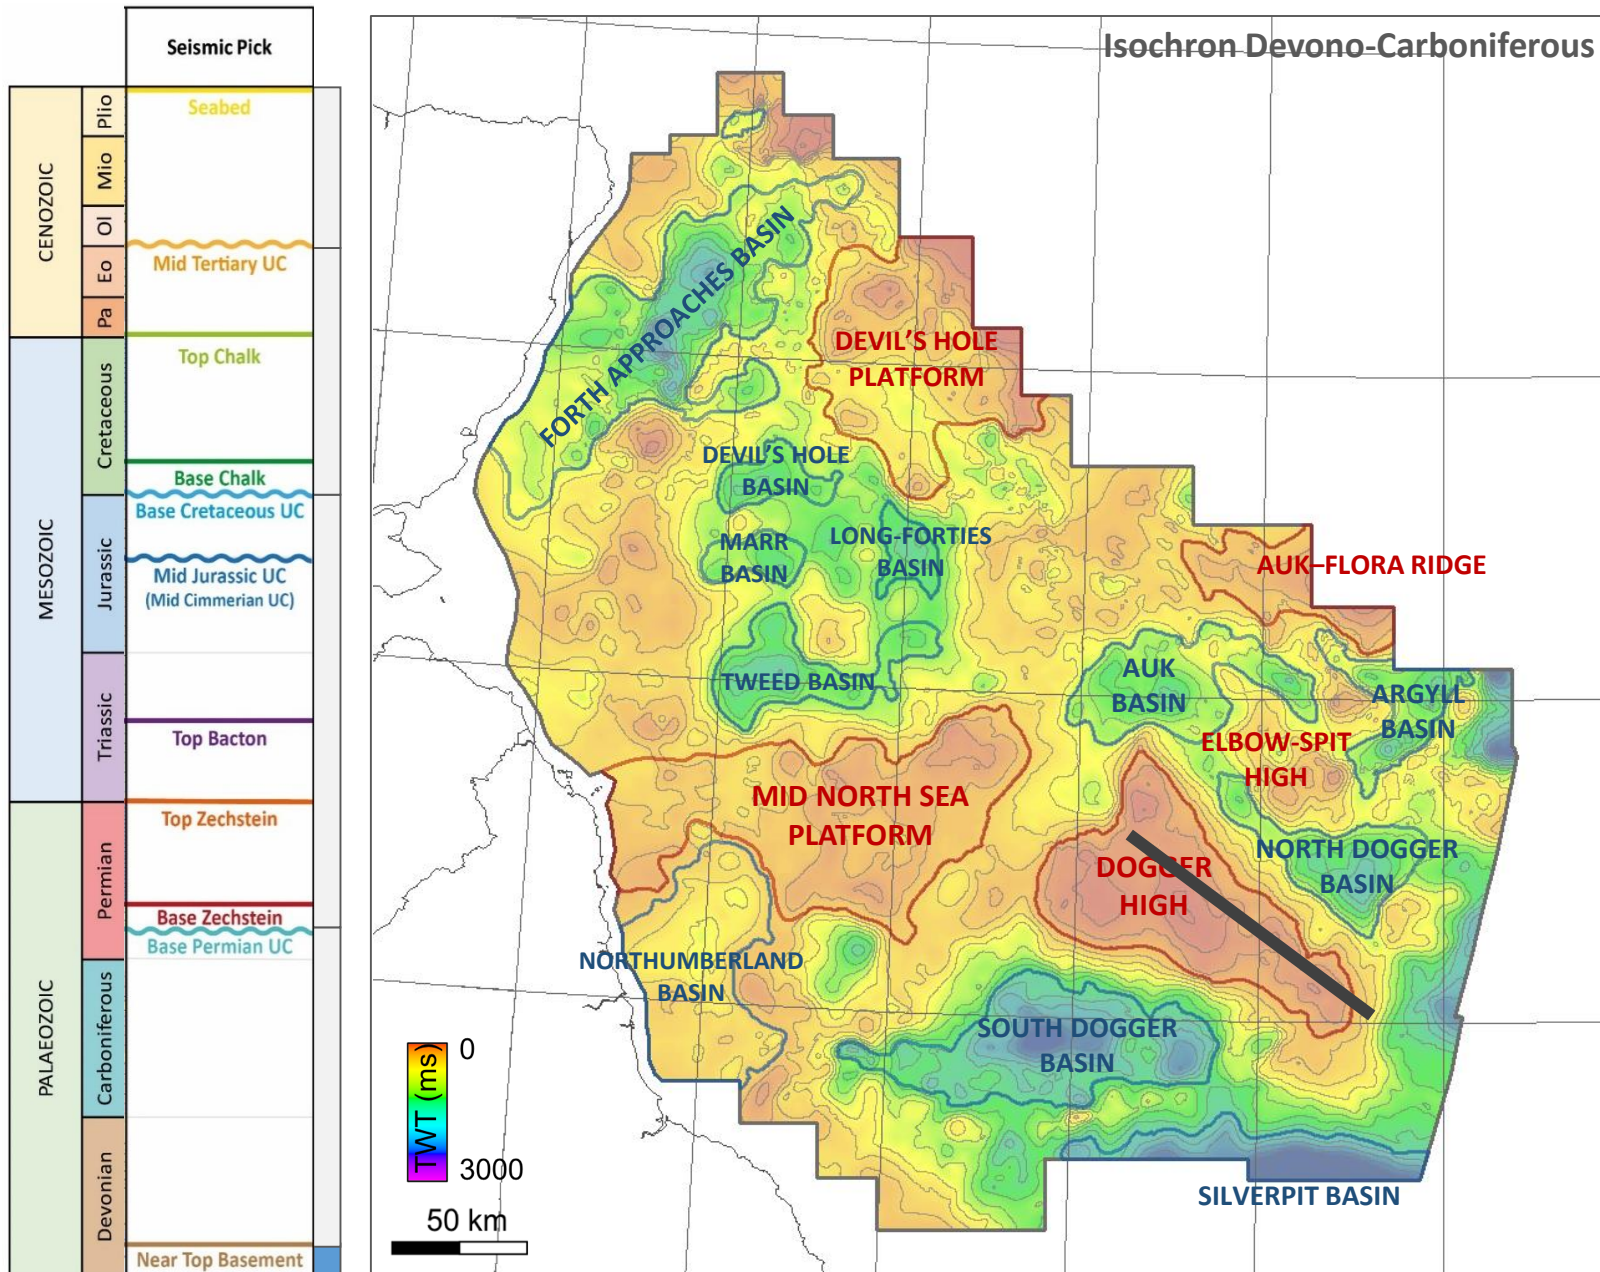 Seismic Pick
CENOZOIC
MESOZOIC
PALAEOZOIC
Plio
Mio
Ol
Eo
Pa
Cretaceous
Jurassic
Triassic
Permian
Carboniferous
Devonian
Seabed
Mid Tertiary UC
Top Chalk
Base Chalk
Base Cretaceous UC
Mid Jurassic UC
(Mid Cimmerian UC)
Top Bacton
Top Zechstein
Base Zechstein
Base Permian UC
Near Top Basement
Isochron Devono-Carboniferous
FORTH APPROACHES BASIN
DEVIL'S HOLE
PLATFORM
DEVIL'S HOLE
BASIN
MARR
BASIN
LONG-FORTIES
BASIN
AUK–FLORA RIDGE
TWEED BASIN
AUK
BASIN
ARGYLL
BASIN
ELBOW-SPIT
HIGH
MID NORTH SEA
PLATFORM
DOGGER
HIGH
NORTH DOGGER
BASIN
NORTHUMBERLAND
BASIN
SOUTH DOGGER
BASIN
SILVERPIT BASIN
TWT (ms)
0
3000
50 km